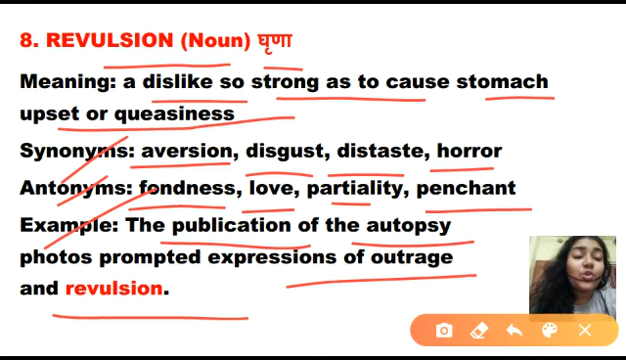 8. REVULSION (Noun) घृणा
Meaning: a dislike so strong as to cause stomach
upset or queasiness
Synonyms: aversion, disgust, distaste, horror
Antonyms: fondness, love, partiality, penchant
Example: The publication of the autopsy
photos prompted expressions of outrage
and revulsion.